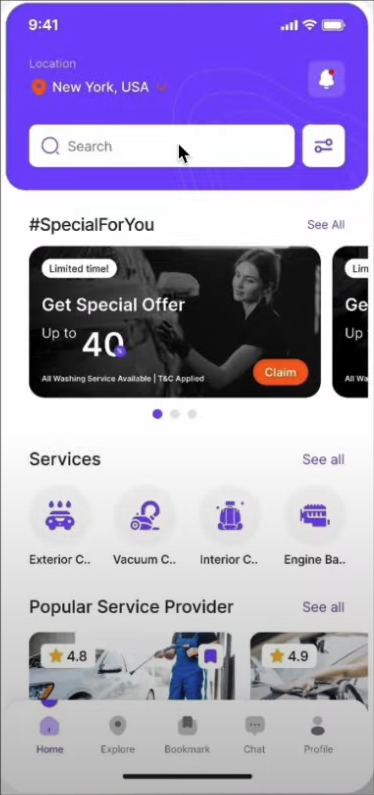 9:41
Location
New York, USA
Search
#SpecialForYou
See All
Limited time!
Get Special Offer
Up to 40%
All Washing Service Available | T&C Applied
Claim
Lim
Ge
Up
All Wa
Services
See all
Exterior C..
Vacuum C..
Interior C..
Engine Ba..
Popular Service Provider
See all
4.8
4.9
Home
Explore
Bookmark
Chat
Profile